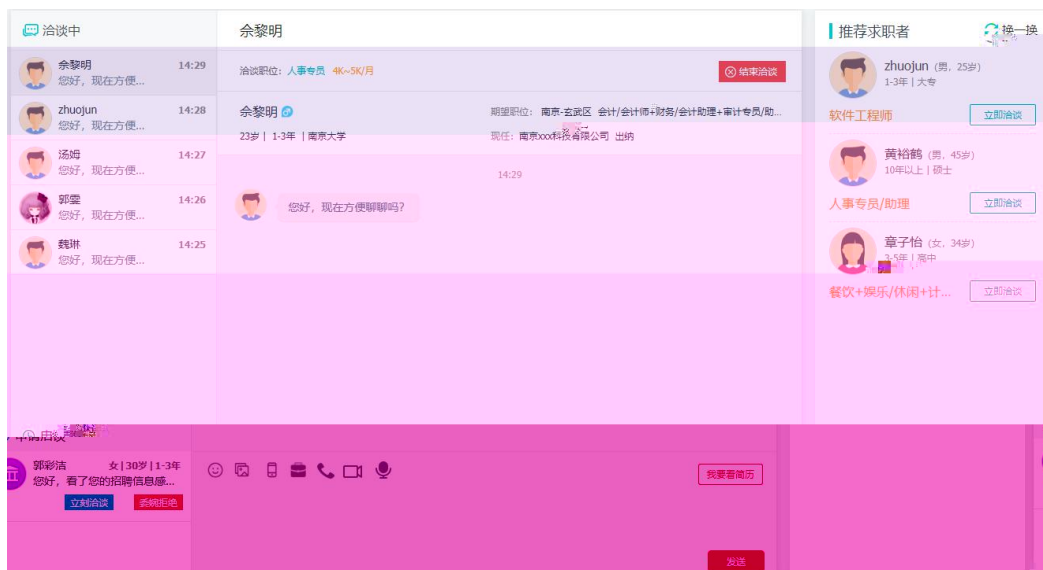 洽谈中
佘黎明
14:29
您好，现在方便...
zhuojun
14:28
您好，现在方便...
汤姆
14:27
您好，现在方便...
郭雯
14:26
您好，现在方便...
魏琳
14:25
您好，现在方便...
申请洽谈
郭彩洁 女|30岁|1-3年
您好，看了您的招聘信息感...
立刻洽谈 委婉拒绝
佘黎明
洽谈职位：人事专员 4K~5K/月
结束洽谈
佘黎明
期望职位：南京-玄武区 会计/会计师+财务/会计助理+审计专员/助...
23岁 | 1-3年 | 南京大学
现任：南京xxx科技有限公司 出纳
14:29
您好，现在方便聊聊吗？
我要看简历
发送
推荐求职者
换一换
zhuojun（男，25岁）
1-3年 | 大专
软件工程师 立即洽谈
黄裕鹤（男，45岁）
10年以上 | 硕士
人事专员/助理 立即洽谈
章子怡（女，34岁）
3-5年 | 高中
餐饮+娱乐/休闲+计... 立即洽谈